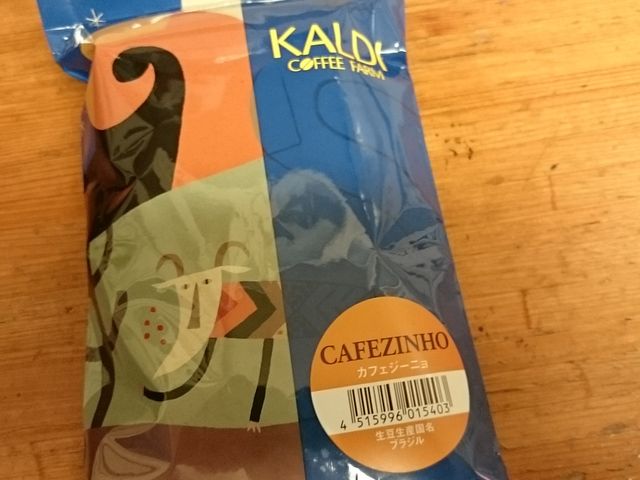 KALDI
COFFEE FARM
CAFEZINHO
カフェジーニョ
4 515996 015403
生豆生産国名
ブラジル